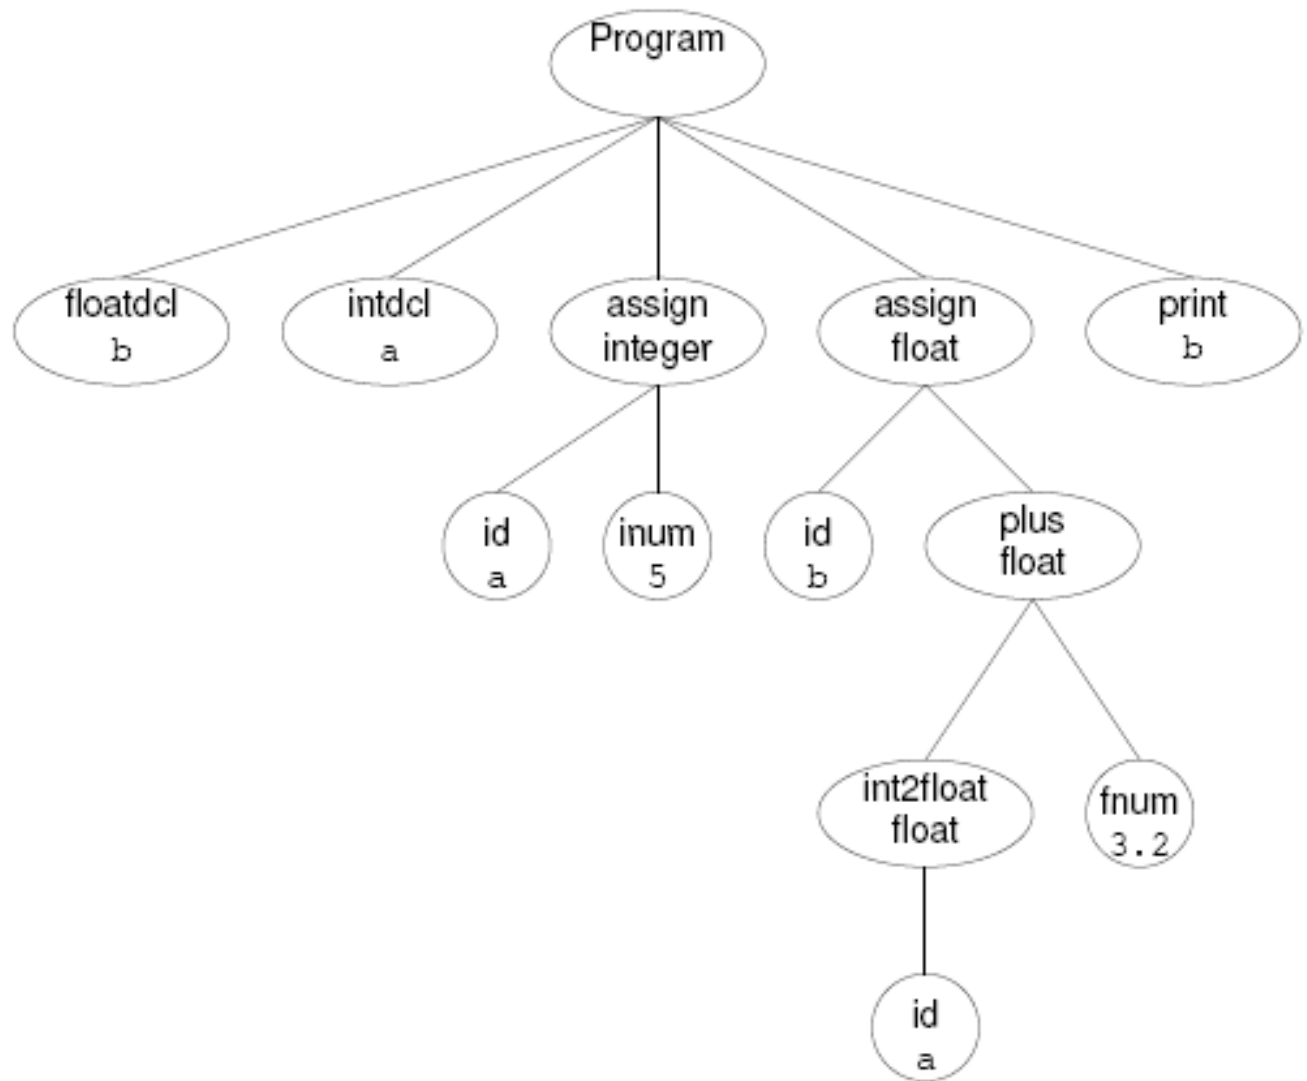 Program
floatdcl
b
intdcl
a
assign
integer
assign
float
print
b
id
a
inum
5
id
b
plus
float
int2float
float
fnum
3.2
id
a